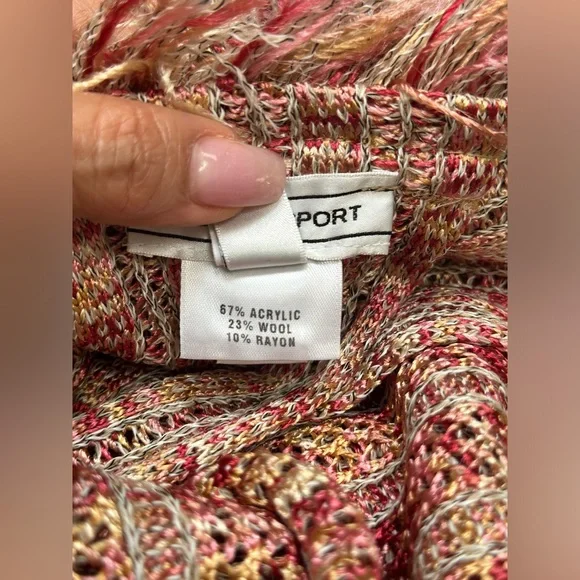 PORT
67% ACRYLIC
23% WOOL
10% RAYON